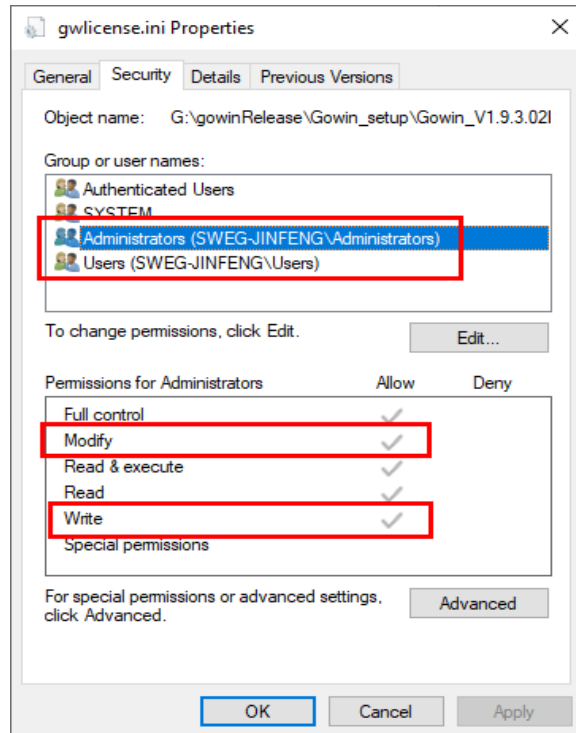 gwlicense.ini Properties
General Security Details Previous Versions
Object name: G:\gowinRelease\Gowin_setup\Gowin_V1.9.3.02l
Group or user names:
Authenticated Users
SYSTEM
Administrators (SWEG-JINFENG\Administrators)
Users (SWEG-JINFENG\Users)
To change permissions, click Edit.
Edit...
Permissions for Administrators Allow Deny
Full control
Modify
Read & execute
Read
Write
Special permissions
For special permissions or advanced settings,
click Advanced.
Advanced
OK Cancel Apply